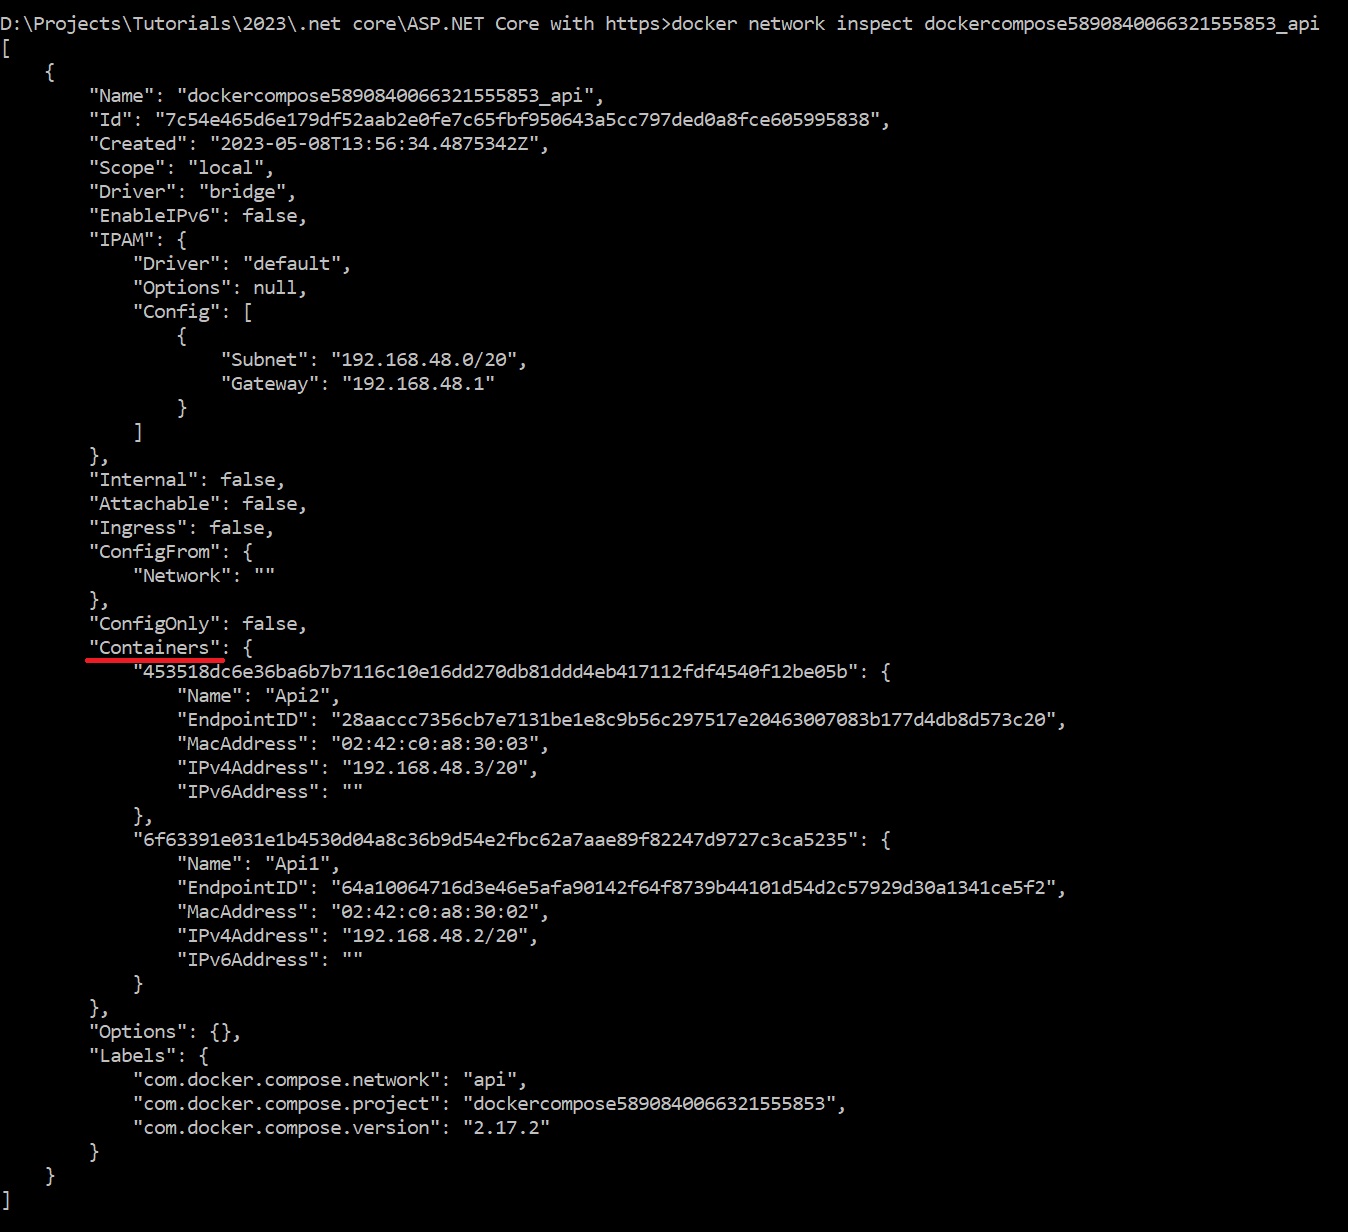 D:\Projects\Tutorials\2023\.net core\ASP.NET Core with https>docker network inspect dockercompose5890840066321555853_api
[
    {
        "Name": "dockercompose5890840066321555853_api",
        "Id": "7c54e465d6e179df52aab2e0fe7c65fbf950643a5cc797ded0a8fce605995838",
        "Created": "2023-05-08T13:56:34.4875342Z",
        "Scope": "local",
        "Driver": "bridge",
        "EnableIPv6": false,
        "IPAM": {
            "Driver": "default",
            "Options": null,
            "Config": [
                {
                    "Subnet": "192.168.48.0/20",
                    "Gateway": "192.168.48.1"
                }
            ]
        },
        "Internal": false,
        "Attachable": false,
        "Ingress": false,
        "ConfigFrom": {
            "Network": ""
        },
        "ConfigOnly": false,
        "Containers": {
            "453518dc6e36ba6b7b7116c10e16dd270db81ddd4eb417112fdf4540f12be05b": {
                "Name": "Api2",
                "EndpointID": "28aaccc7356cb7e7131be1e8c9b56c297517e20463007083b177d4db8d573c20",
                "MacAddress": "02:42:c0:a8:30:03",
                "IPv4Address": "192.168.48.3/20",
                "IPv6Address": ""
            },
            "6f63391e031e1b4530d04a8c36b9d54e2fbc62a7aae89f82247d9727c3ca5235": {
                "Name": "Api1",
                "EndpointID": "64a10064716d3e46e5afa90142f64f8739b44101d54d2c57929d30a1341ce5f2",
                "MacAddress": "02:42:c0:a8:30:02",
                "IPv4Address": "192.168.48.2/20",
                "IPv6Address": ""
            }
        },
        "Options": {},
        "Labels": {
            "com.docker.compose.network": "api",
            "com.docker.compose.project": "dockercompose5890840066321555853",
            "com.docker.compose.version": "2.17.2"
        }
    }
]